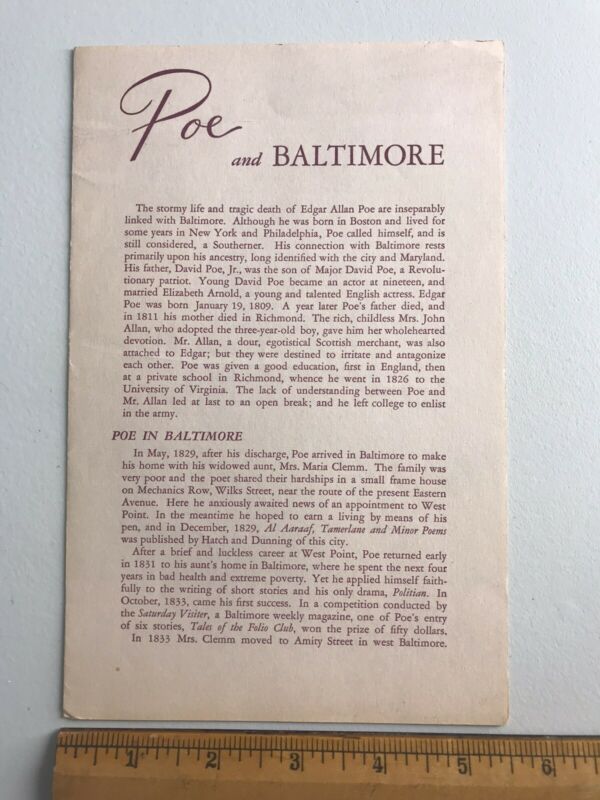 Poe
and BALTIMORE
The stormy life and tragic death of Edgar Allan Poe are inseparably
linked with Baltimore. Although he was born in Boston and lived for
some years in New York and Philadelphia, Poe called himself, and is
still considered, a Southerner. His connection with Baltimore rests
primarily upon his ancestry, long identified with the city and Maryland.
His father, David Poe, Jr., was the son of Major David Poe, a Revolu-
tionary patriot. Young David Poe became an actor at nineteen, and
married Elizabeth Arnold, a young and talented English actress. Edgar
Poe was born January 19, 1809. A year later Poe's father died, and
in 1811 his mother died in Richmond. The rich, childless Mrs. John
Allan, who adopted the three-year-old boy, gave him her wholehearted
devotion. Mr. Allan, a dour, egotistical Scottish merchant, was also
attached to Edgar; but they were destined to irritate and antagonize
each other. Poe was given a good education, first in England, then
at a private school in Richmond, whence he went in 1826 to the
University of Virginia. The lack of understanding between Poe and
Mr. Allan led at last to an open break; and he left college to enlist
in the army.
POE IN BALTIMORE
In May, 1829, after his discharge, Poe arrived in Baltimore to make
his home with his widowed aunt, Mrs. Maria Clemm. The family was
very poor and the poet shared their hardships in a small frame house
on Mechanics Row, Wilks Street, near the route of the present Eastern
Avenue. Here he anxiously awaited news of an appointment to West
Point. In the meantime he hoped to earn a living by means of his
pen, and in December, 1829, Al Aaraaf, Tamerlane and Minor Poems
was published by Hatch and Dunning of this city.
After a brief and luckless career at West Point, Poe returned early
in 1831 to his aunt's home in Baltimore, where he spent the next four
years in bad health and extreme poverty. Yet he applied himself faith-
fully to the writing of short stories and his only drama, Politian. In
October, 1833, came his first success. In a competition conducted by
the Saturday Visiter, a Baltimore weekly magazine, one of Poe's entry
of six stories, Tales of the Folio Club, won the prize of fifty dollars.
In 1833 Mrs. Clemm moved to Amity Street in west Baltimore.
1 2 3 4 5 6